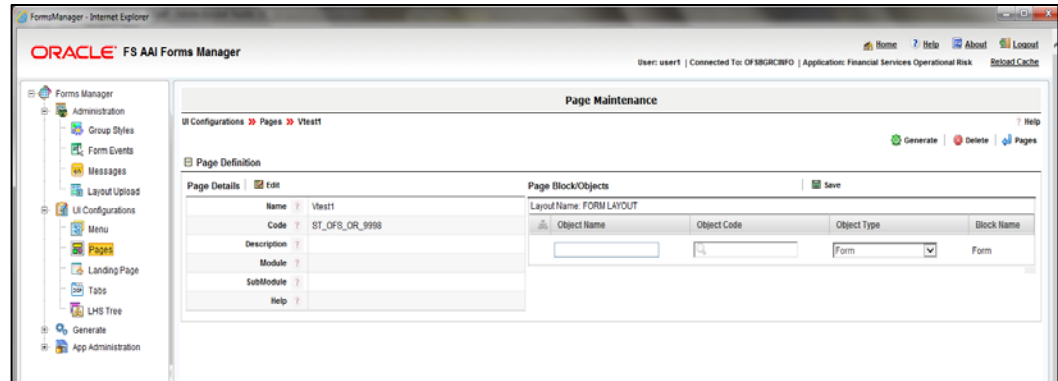 FormsManager - Internet Explorer
ORACLE FS AAI Forms Manager
Home ? Help About Logout
User: user1 | Connected To: OFSBGRCINFO | Application: Financial Services Operational Risk Reload Cache
Forms Manager
Administration
Group Styles
Form Events
Messages
Layout Upload
UI Configurations
Menu
Pages
Landing Page
Tabs
LHS Tree
Generate
App Administration
Page Maintenance
UI Configurations >> Pages >> Vtest1
? Help
Generate | Delete | Pages
Page Definition
Page Details | Edit
Name ? Vtest1
Code ? ST_OFS_OR_9998
Description ?
Module ?
SubModule ?
Help ?
Page Block/Objects | Save
Layout Name: FORM LAYOUT
Object Name Object Code Object Type Block Name
Form Form